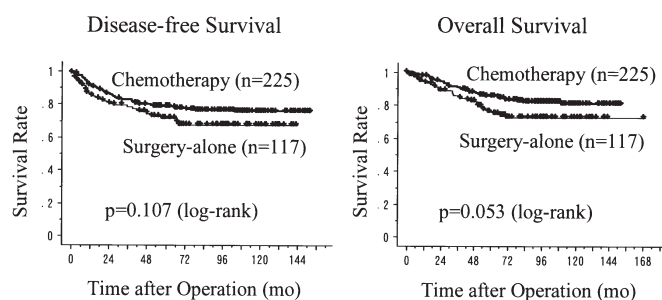 Disease-free Survival
Survival Rate
1
.8
.6
.4
.2
0
Chemotherapy (n=225)
Surgery-alone (n=117)
p=0.107 (log-rank)
0 24 48 72 96 120 144
Time after Operation (mo)
Overall Survival
Survival Rate
1
.8
.6
.4
.2
0
Chemotherapy (n=225)
Surgery-alone (n=117)
p=0.053 (log-rank)
0 24 48 72 96 120 144 168
Time after Operation (mo)